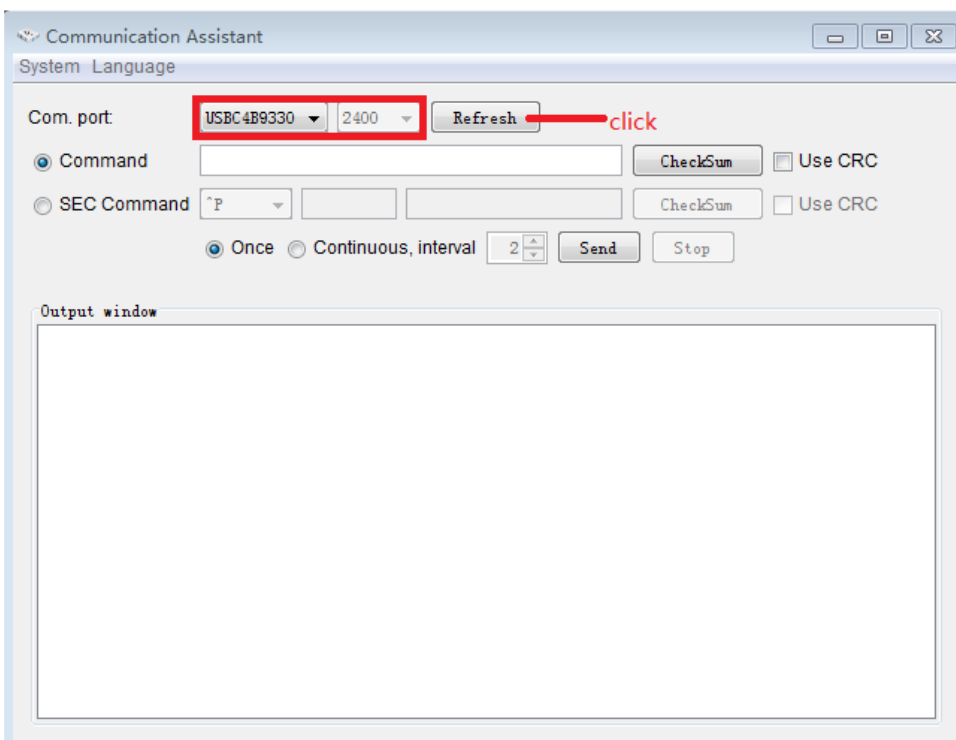 Communication Assistant
System Language
Com. port: USBC4B9330 2400 Refresh click
Command CheckSum Use CRC
SEC Command ^P CheckSum Use CRC
Once Continuous, interval 2 Send Stop
Output window